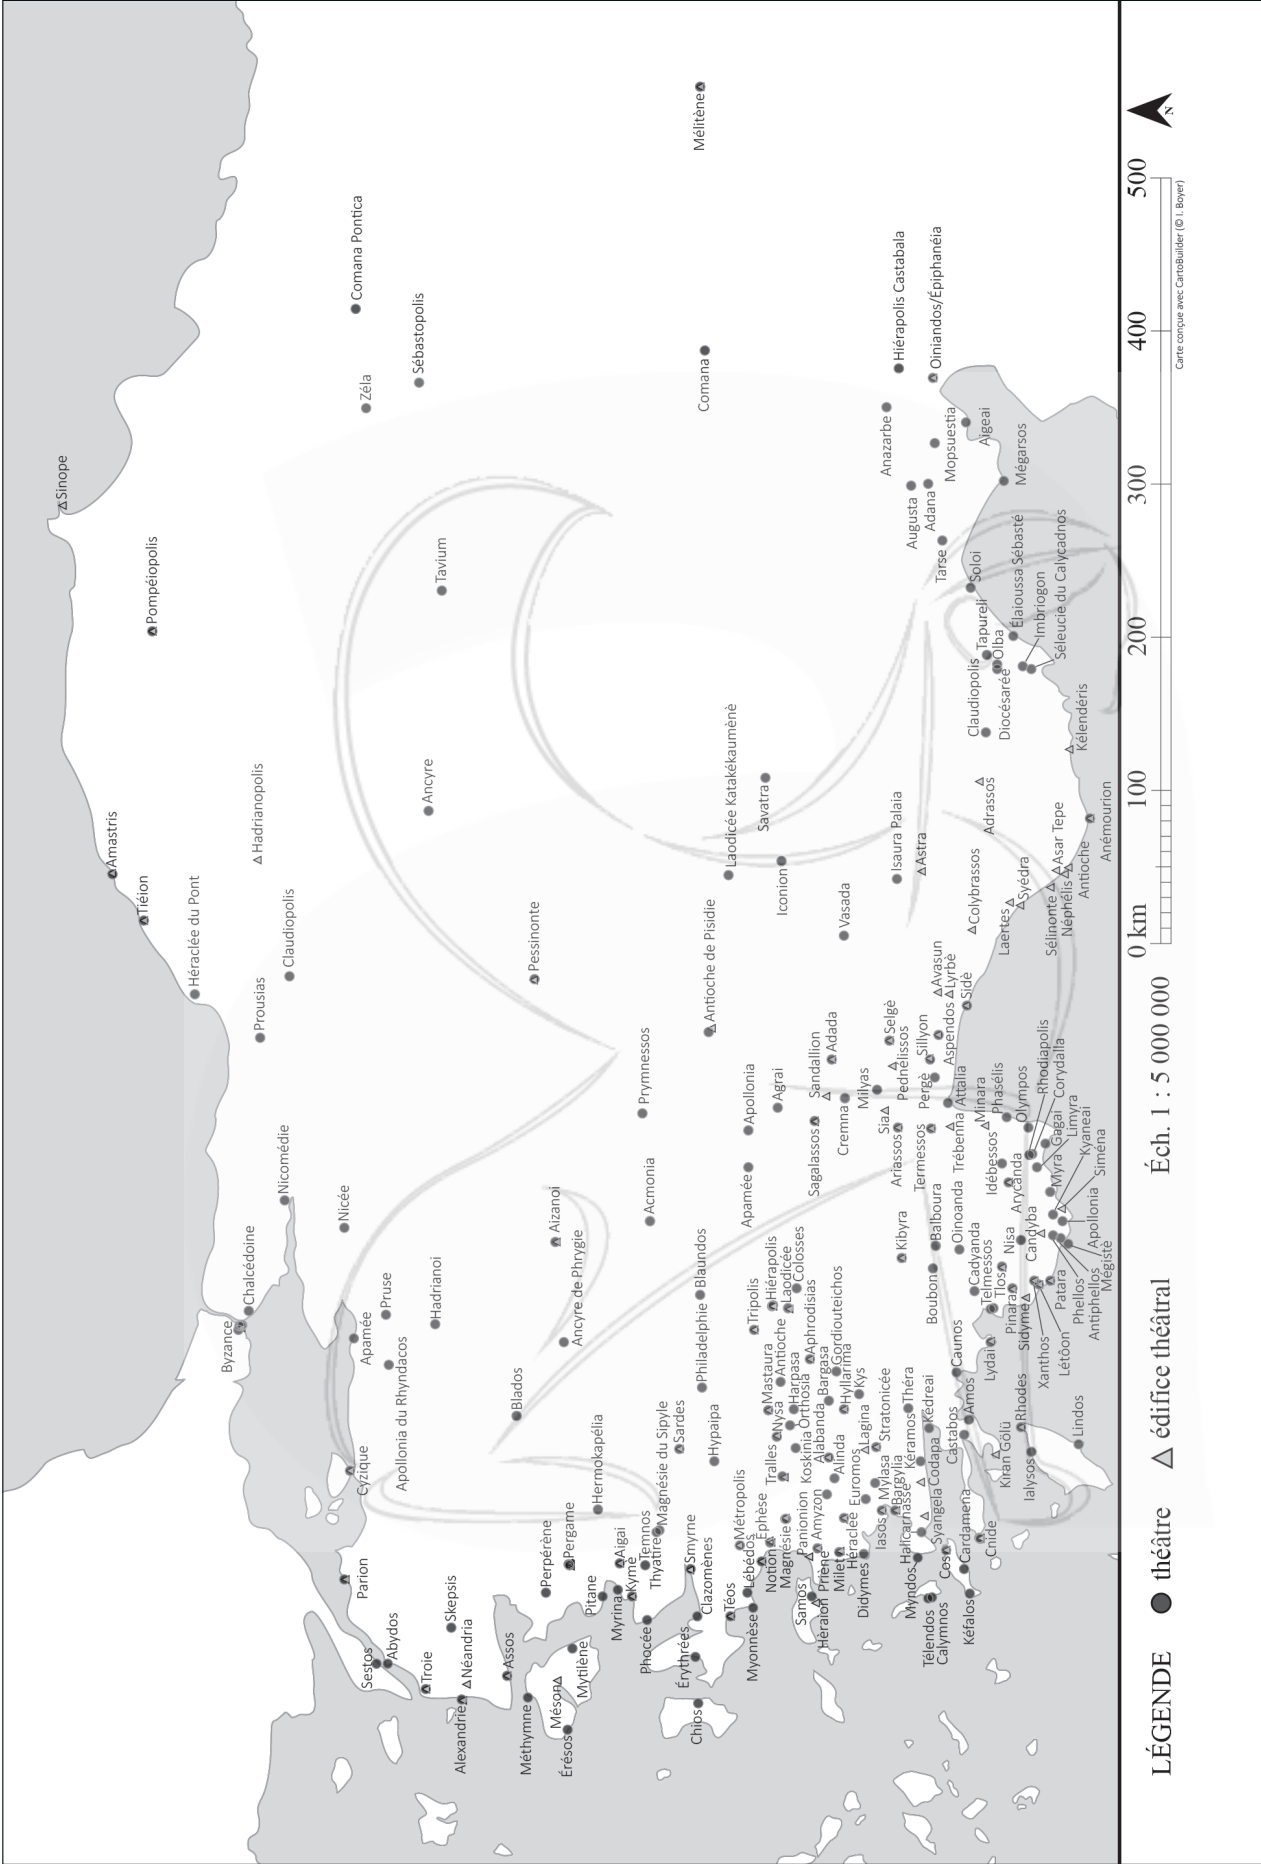 Sinope
Pompéiopolis
Amastris
Tiéion
Héraclée du Pont
Hadrianopolis
Claudiopolis
Prousias
Comana Pontica
Zéla
Sébastopolis
Tavium
Ancyre
Nicomédie
Nicée
Chalcédoine
Byzance
Pruse
Apamée
Hadrianoi
Apollonia du Rhyndacos
Cyzique
Parion
Sestos
Abydos
Skepsis
Troie
Néandria
Alexandrie
Assos
Blados
Pessinonte
Aizanoi
Ancyre de Phrygie
Hermokapélia
Pergame
Perpérène
Méthymne
Méson
Mytilène
Érésos
Pitane
Aigai
Myrina
Kymè
Temnos
Thyatire
Magnésie du Sipyle
Phocée
Prymnessos
Acmonia
Mélitène
Comana
Antioche de Pisidie
Blaundos
Philadelphie
Sardes
Hypaipa
Smyrne
Clazomènes
Érythrées
Chios
Laodicée Katakékaumènè
Savatra
Iconion
Vasada
Apollonia
Apamée
Agrai
Tripolis
Hiérapolis
Laodicée
Colosses
Mastaura
Antioche
Harpasa
Aphrodisias
Nysa
Orthosia
Bargasa
Gordiouteichos
Tralles
Koskinia
Alabanda
Hyllarima
Kys
Métropolis
Éphèse
Téos
Lébédos
Myonnèse
Notion
Magnésie
Panionion
Amyzon
Alinda
Lagina
Stratonicée
Samos
Héraion
Priène
Milet
Héraclée
Euromos
Mylasa
Didymes
Iasos
Bargylia
Sandallion
Adada
Sagalassos
Cremna
Milyas
Selgè
Pednélissos
Sia
Ariassos
Sillyon
Pergè
Aspendos
Avasun
Lyrbè
Sidè
Termessos
Attalia
Trébenna
Minara
Phasélis
Kibyra
Balboura
Boubon
Oinoanda
Idébessos
Arycanda
Olympos
Rhodiapolis
Corydalla
Gagai
Limyra
Myra
Kyaneai
Siména
Théra
Kéramos
Kédreai
Halicarnasse
Codapa
Syangela
Myndos
Télendos
Calymnos
Cos
Cardamena
Kéfalos
Cnide
Castabos
Amos
Caunos
Cadyanda
Telmessos
Tlos
Nisa
Candyba
Lydai
Pinara
Sidyme
Xanthos
Létôon
Patara
Phellos
Antiphellos
Apollonia
Mégistè
Kiran Gölü
Rhodes
Ialysos
Lindos
Isaura Palaia
Astra
Colybrassos
Laertes
Syédra
Sélinonte
Néphélis
Asar Tepe
Antioche
Anémourion
Adrassos
Kélendéris
Claudiopolis
Diocésarée
Olba
Tapureli
Élaioussa Sébasté
Imbriogon
Séleucie du Calycadnos
Soloi
Tarse
Augusta
Adana
Anazarbe
Mopsuestia
Hiérapolis Castabala
Oiniandos/Épiphanéia
Aigeai
Mégarsos
LÉGENDE
théâtre
édifice théâtral
Éch. 1 : 5 000 000
0 km 100 200 300 400 500
N
Carte conçue avec CartoBuilder (© I. Boyer)